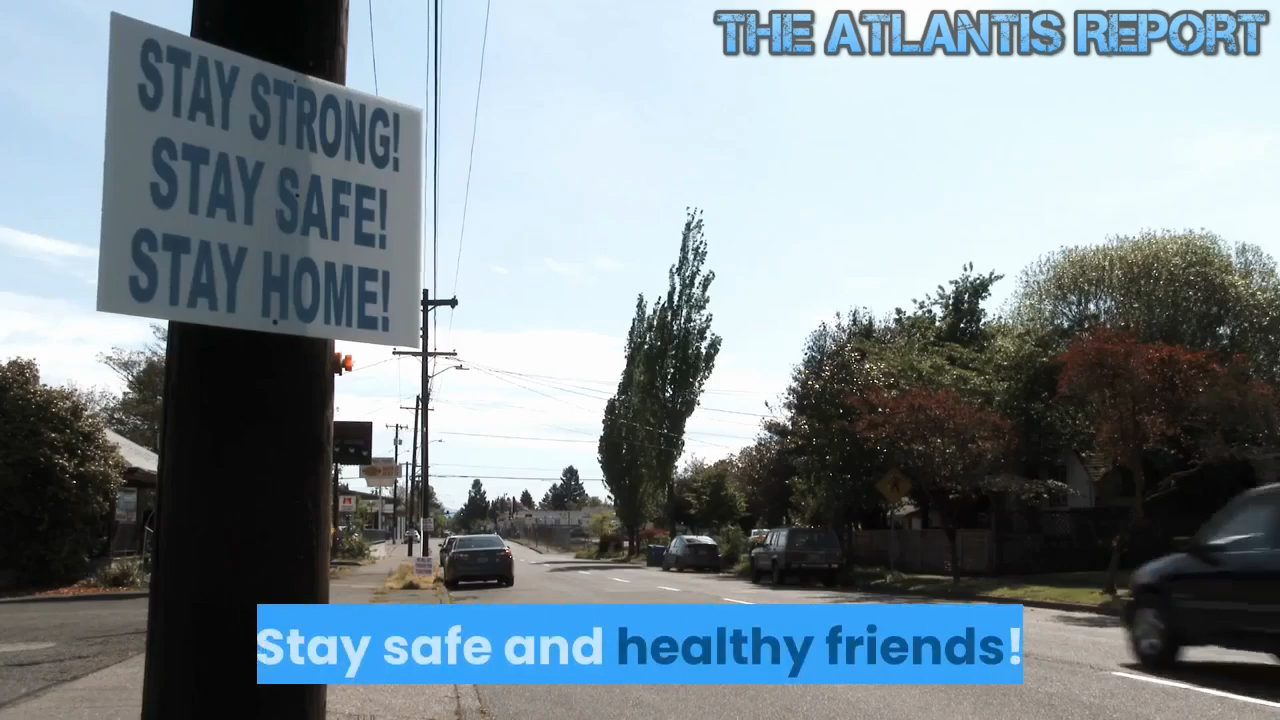 THE ATLANTIS REPORT
STAY STRONG!
STAY SAFE!
STAY HOME!
Stay safe and healthy friends!